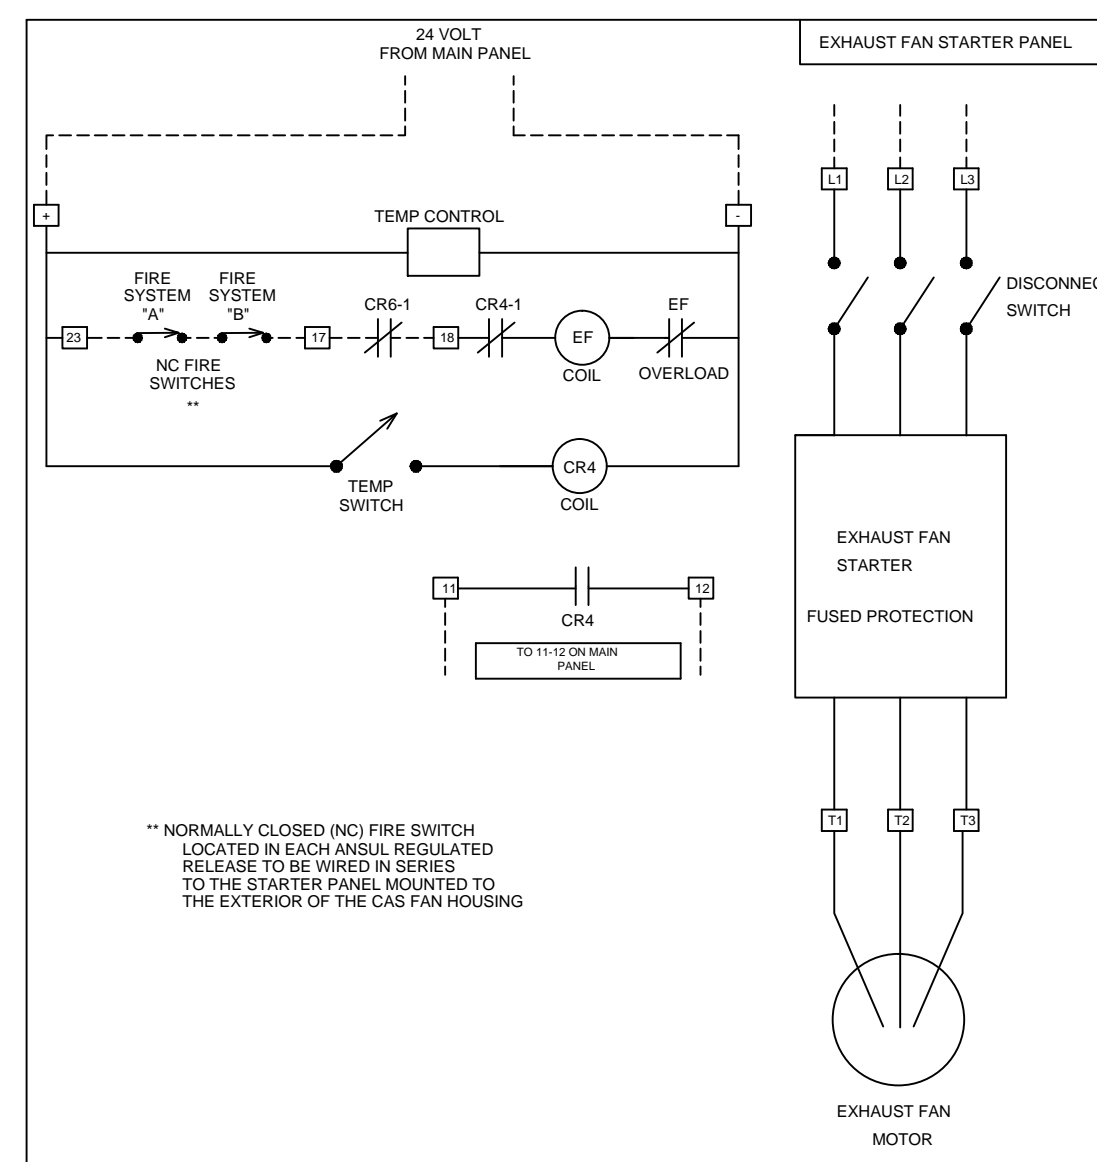 24 VOLT
FROM MAIN PANEL
EXHAUST FAN STARTER PANEL
L1
L2
L3
+
-
TEMP CONTROL
DISCONNEC
SWITCH
FIRE
SYSTEM
"A"
FIRE
SYSTEM
"B"
CR6-1
CR4-1
EF
23
17
18
EF
COIL
OVERLOAD
NC FIRE
SWITCHES
**
TEMP
SWITCH
CR4
COIL
EXHAUST FAN
STARTER
FUSED PROTECTION
11
12
CR4
TO 11-12 ON MAIN
PANEL
T1
T2
T3
** NORMALLY CLOSED (NC) FIRE SWITCH
LOCATED IN EACH ANSUL REGULATED
RELEASE TO BE WIRED IN SERIES
TO THE STARTER PANEL MOUNTED TO
THE EXTERIOR OF THE CAS FAN HOUSING
EXHAUST FAN
MOTOR